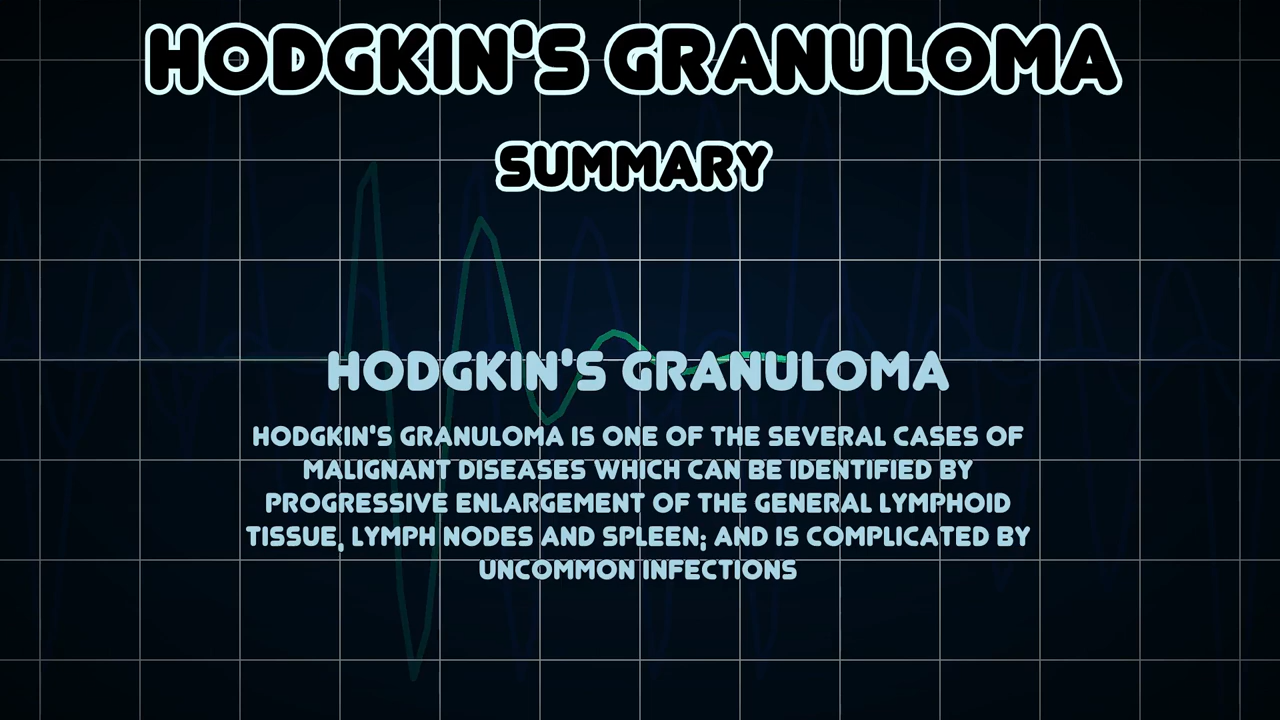 HODGKIN'S GRANULOMA
SUMMARY
HODGKIN'S GRANULOMA
HODGKIN'S GRANULOMA IS ONE OF THE SEVERAL CASES OF
MALIGNANT DISEASES WHICH CAN BE IDENTIFIED BY
PROGRESSIVE ENLARGEMENT OF THE GENERAL LYMPHOID
TISSUE, LYMPH NODES AND SPLEEN; AND IS COMPLICATED BY
UNCOMMON INFECTIONS